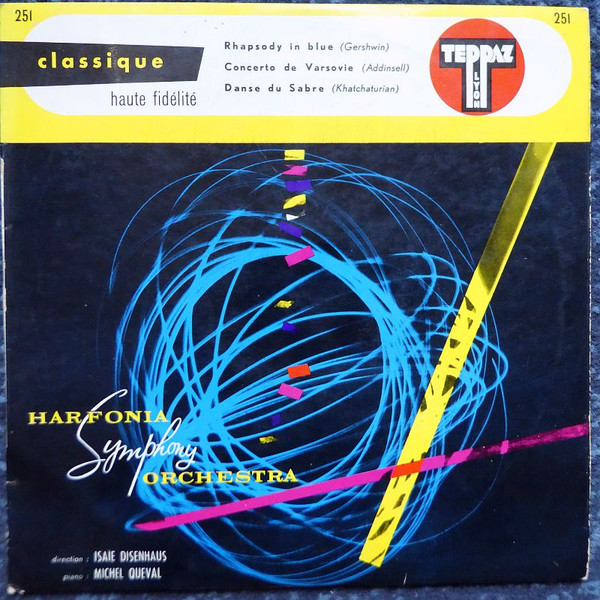 251
251
classique
haute fidélité
Rhapsody in blue (Gershwin)
Concerto de Varsovie (Addinsell)
Danse du Sabre (Khatchaturian)
TEPPAZ
LYON
HARFONIA
Symphony
ORCHESTRA
direction : ISAIE DISENHAUS
piano : MICHEL QUEVAL